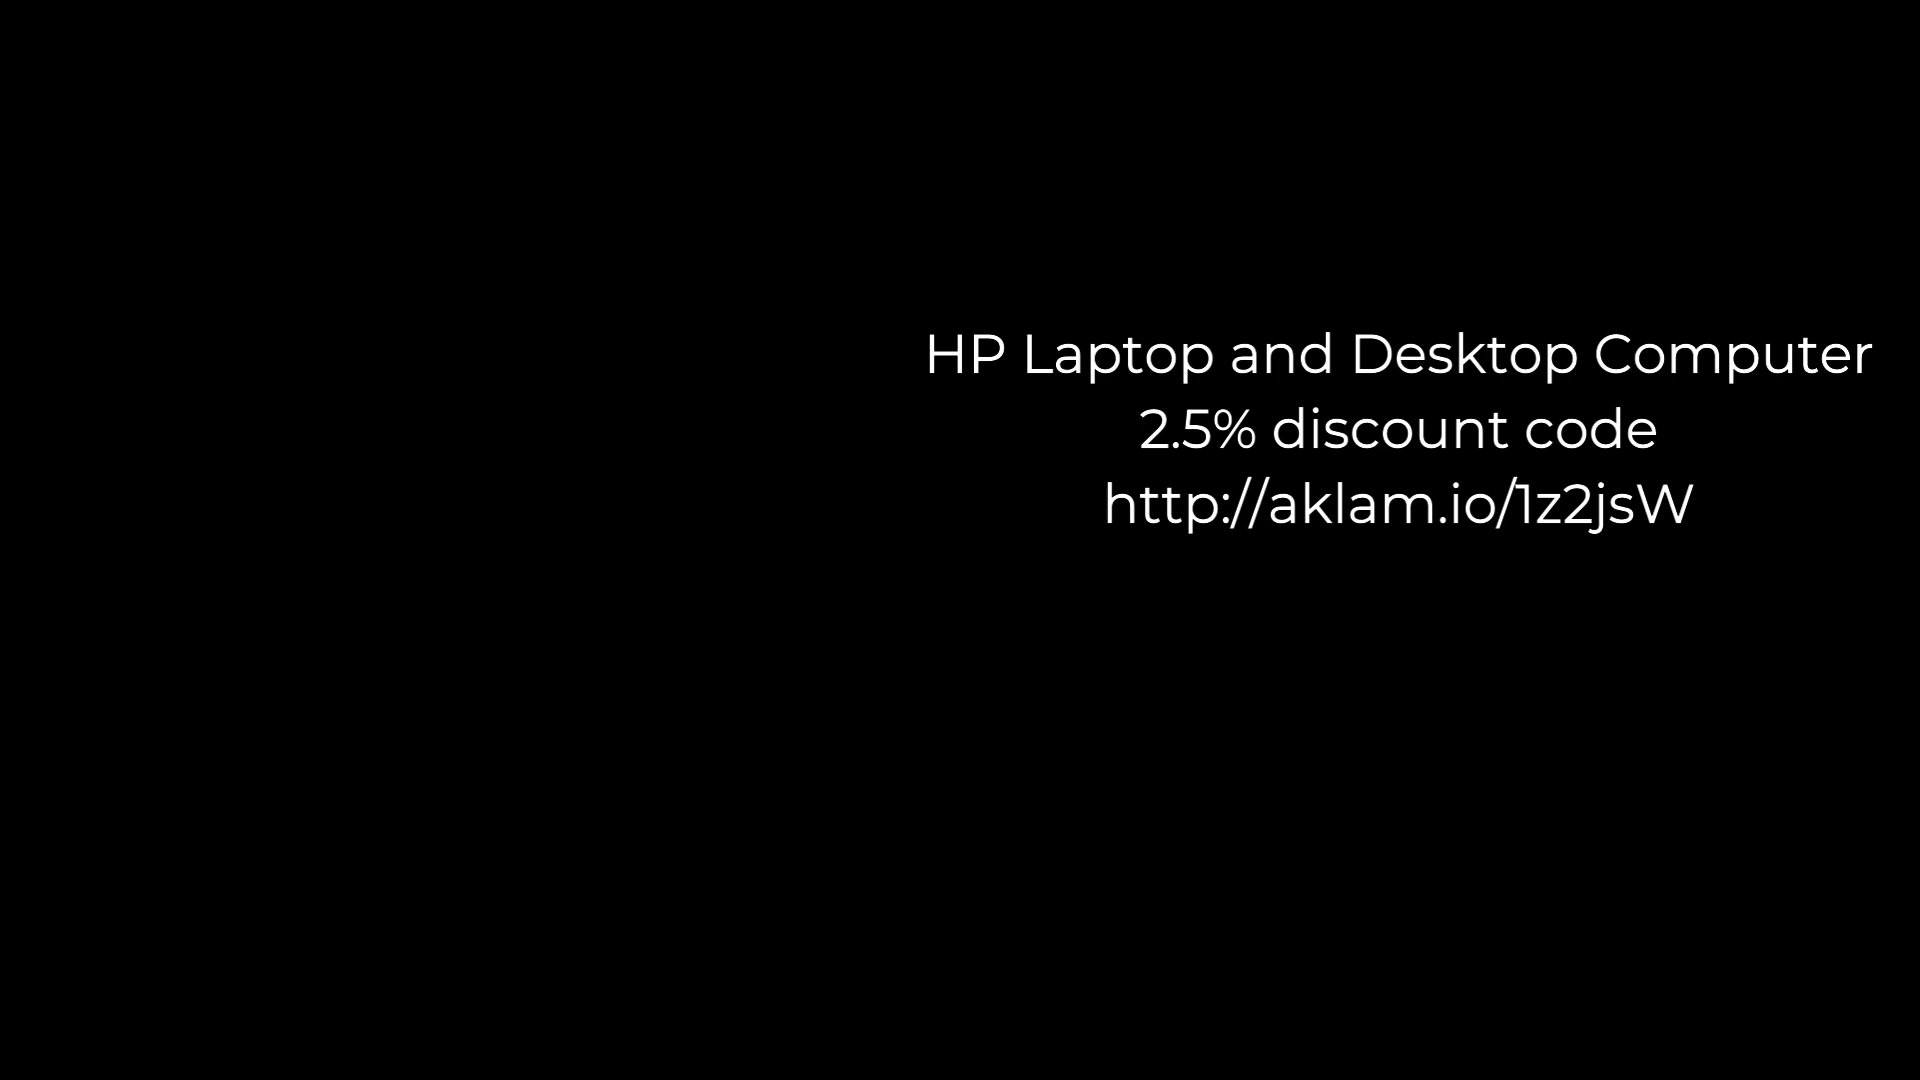 HP Laptop and Desktop Computer
2.5% discount code
http://aklam.io/1z2jsW